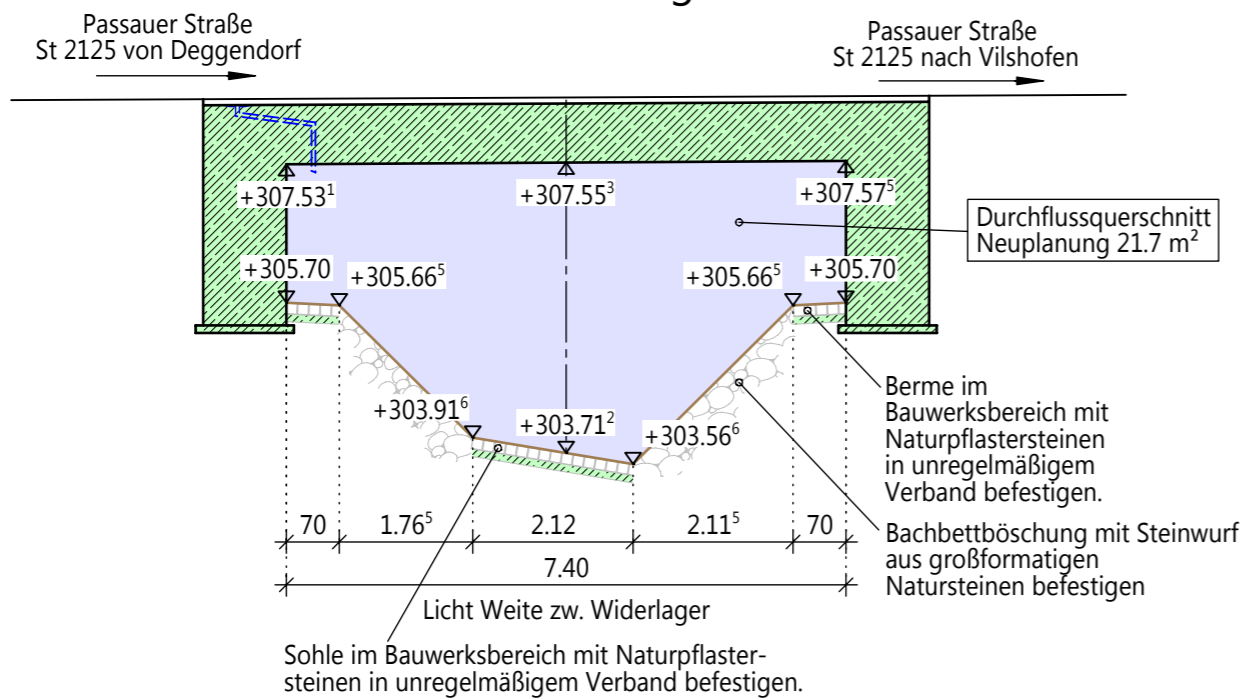 Passauer Straße
St 2125 von Deggendorf
Passauer Straße
St 2125 nach Vilshofen
+307.53¹
+307.55³
+307.57⁵
Durchflussquerschnitt
Neuplanung 21.7 m²
+305.70
+305.66⁵
+305.66⁵
+305.70
+303.91⁶
+303.71²
+303.56⁶
Berme im
Bauwerksbereich mit
Naturpflastersteinen
in unregelmäßigem
Verband befestigen.
70
1.76⁵
2.12
2.11⁵
70
7.40
Licht Weite zw. Widerlager
Bachbettböschung mit Steinwurf
aus großformatigen
Natursteinen befestigen
Sohle im Bauwerksbereich mit Naturpflaster-
steinen in unregelmäßigem Verband befestigen.